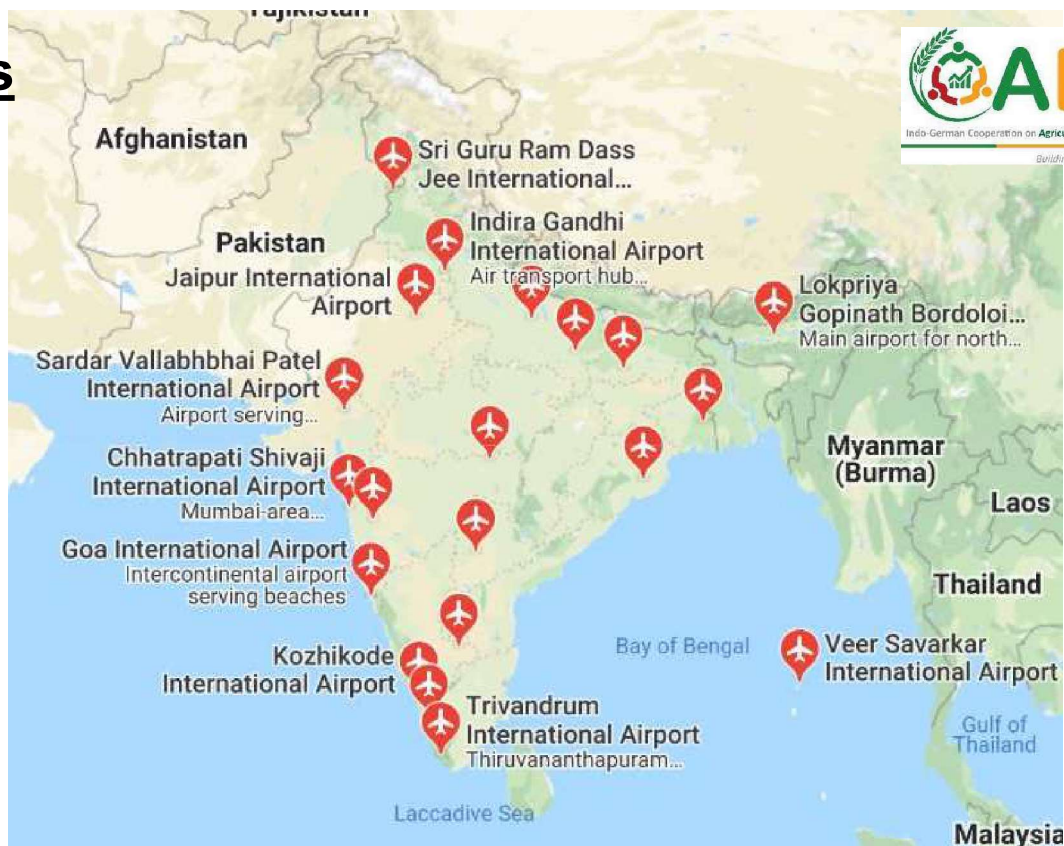 Tajikistan
s
A
Indo-German Cooperation on Agric
Buildin
Afghanistan
Sri Guru Ram Dass
Jee International...
Indira Gandhi
International Airport
Air transport hub...
Pakistan
Jaipur International
Airport
Lokpriya
Gopinath Bordoloi...
Main airport for north...
Sardar Vallabhbhai Patel
International Airport
Airport serving...
Chhatrapati Shivaji
International Airport
Mumbai-area...
Myanmar
(Burma)
Laos
Goa International Airport
Intercontinental airport
serving beaches
Thailand
Kozhikode
International Airport
Bay of Bengal
Veer Savarkar
International Airport
Trivandrum
International Airport
Thiruvananthapuram...
Gulf of
Thailand
Laccadive Sea
Malaysia